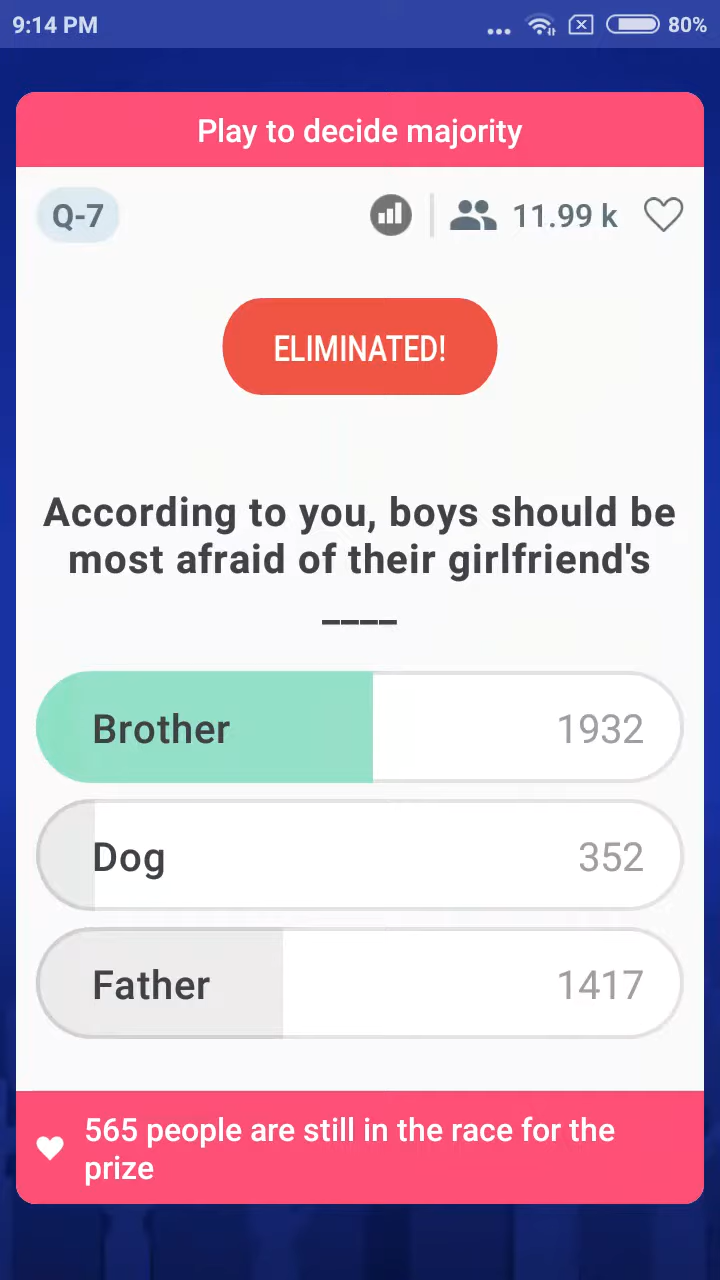 9:14 PM
... 80%
Play to decide majority
Q-7 11.99 k
ELIMINATED!
According to you, boys should be
most afraid of their girlfriend's
____
Brother 1932
Dog 352
Father 1417
565 people are still in the race for the
prize